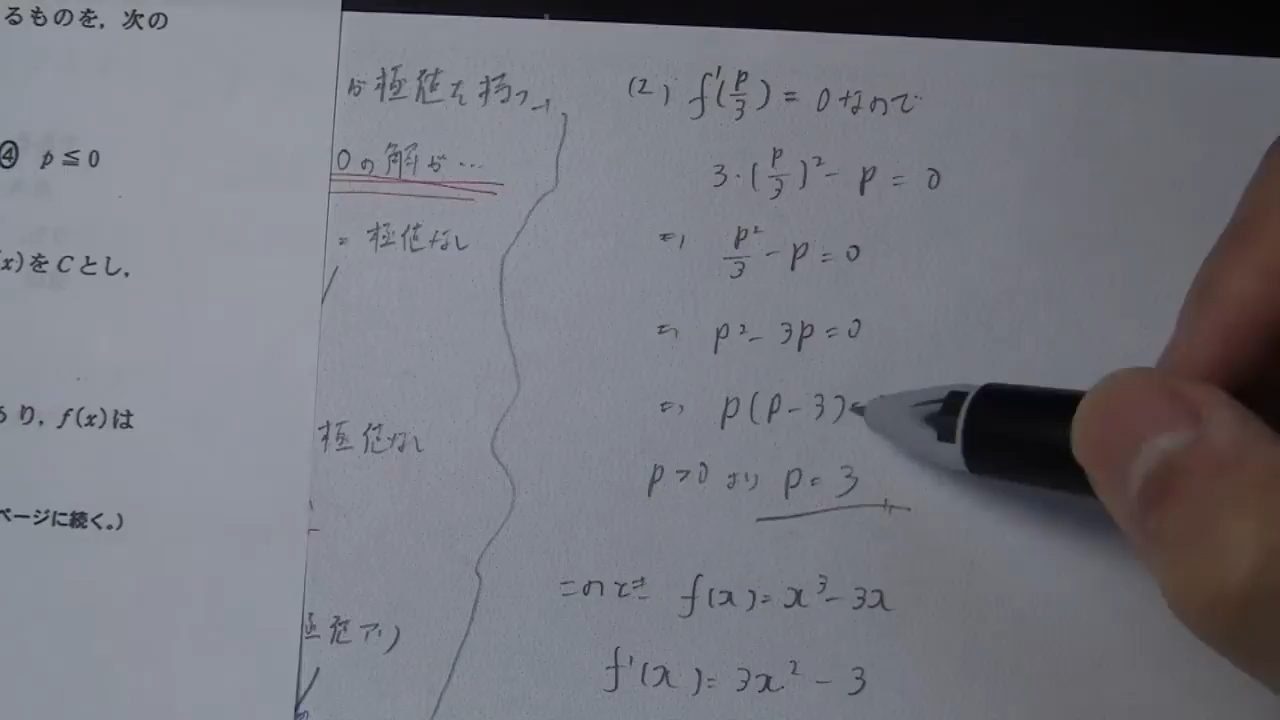 るものを，次の
④ p ≦ 0
(x)をCとし，
り，f(x)は
ページに続く。）
が極値を持つ→
0の解が…
= 極値なし
極値なし
極値アリ
(2) f'(p/3) = 0なので
3・(p/3)² - p = 0
⇒ p²/3 - p = 0
⇒ p² - 3p = 0
⇒ p(p - 3) =
p > 0 より p = 3
このとき f(x) = x³ - 3x
f'(x) = 3x² - 3